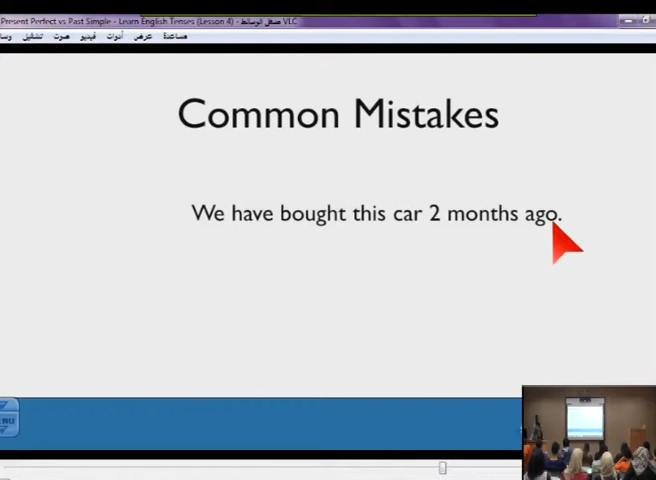 Present Perfect vs Past Simple - Learn English Tenses (Lesson 4) - مشغل الوسائط VLC
مساعدة عرض أدوات فيديو صوت تشغيل
Common Mistakes
We have bought this car 2 months ago.